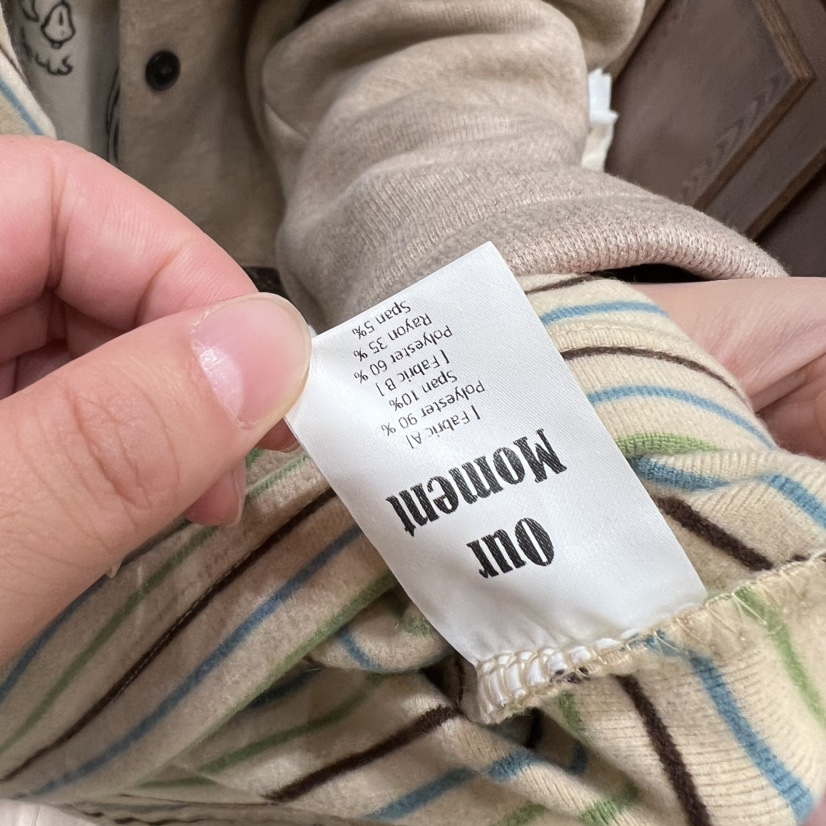 Our
Moment
[ Fabric A]
Polyester 90 %
Span 10%
[ Fabric B ]
Polyester 60 %
Rayon 35 %
Span 5%